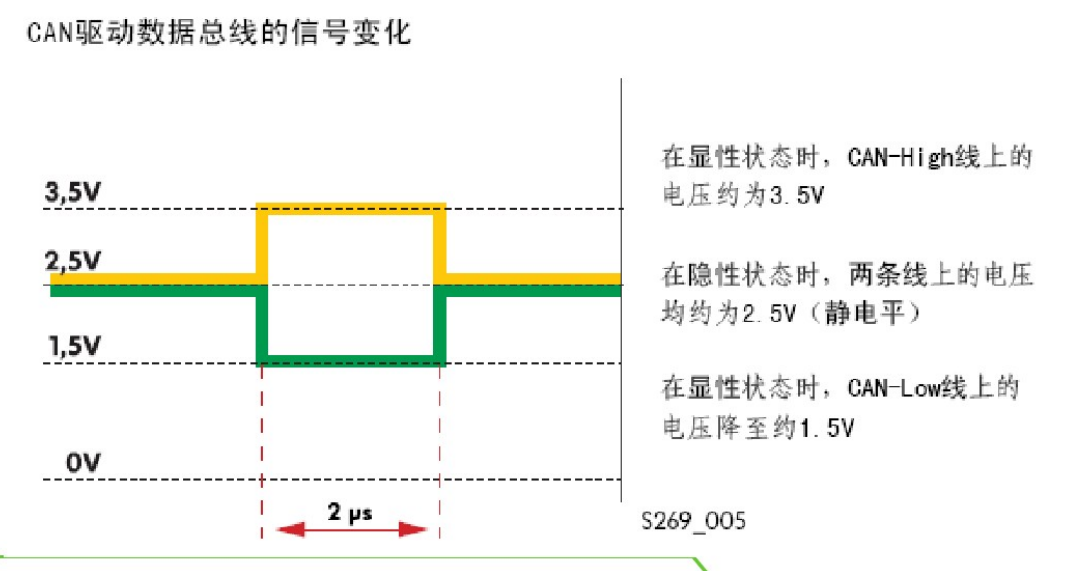 CAN驱动数据总线的信号变化
3,5V
在显性状态时，CAN-High线上的
电压约为3.5V
2,5V
在隐性状态时，两条线上的电压
均约为2.5V（静电平）
1,5V
在显性状态时，CAN-Low线上的
电压降至约1.5V
0V
2 µs
S269_005